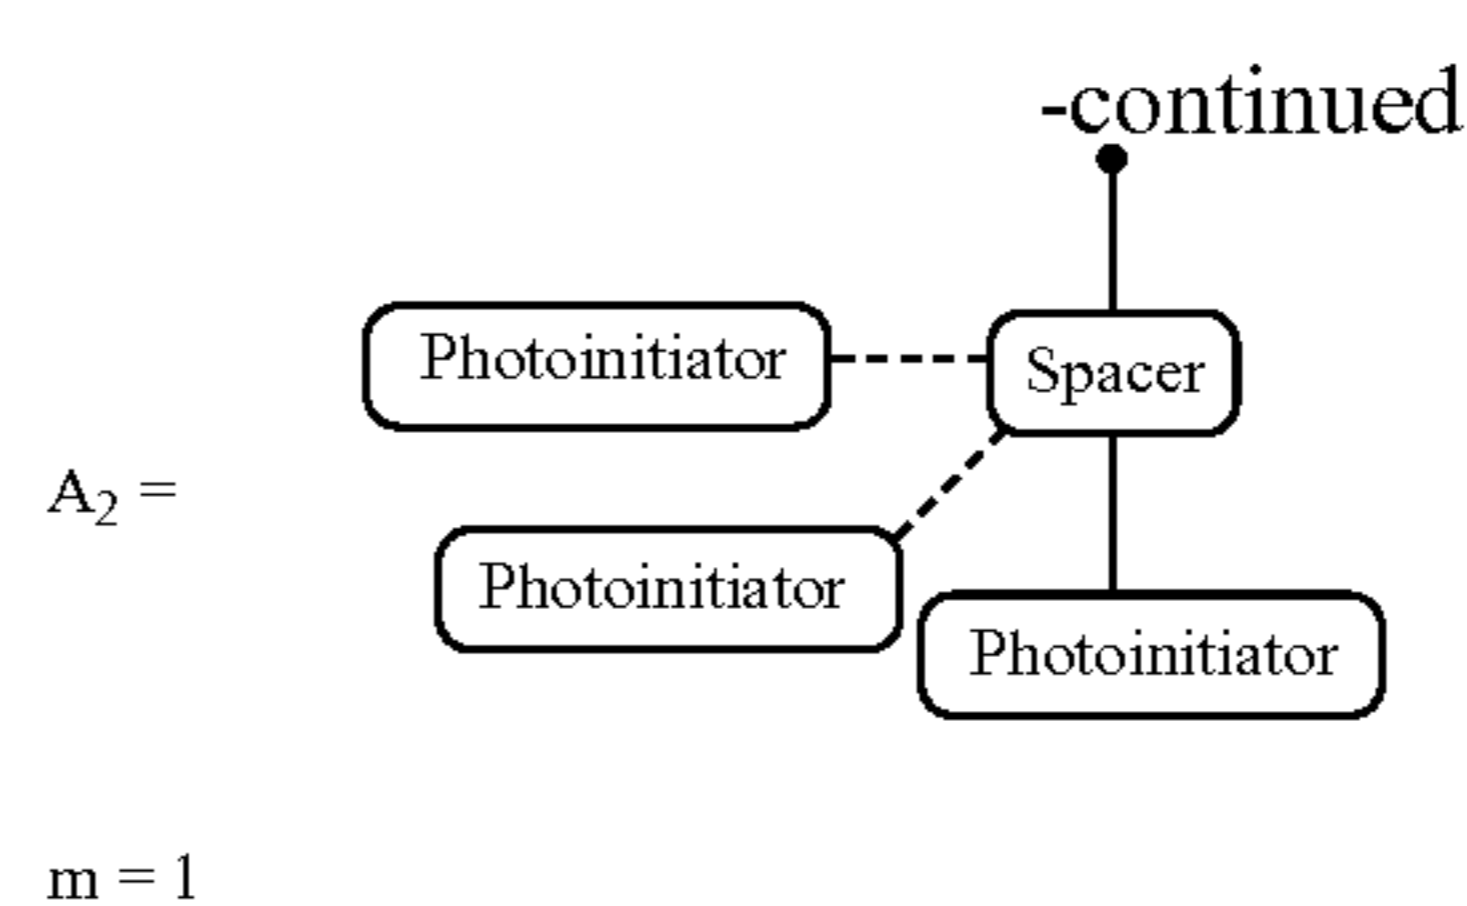 -continued
Photoinitiator
Spacer
A₂ =
Photoinitiator
Photoinitiator
m = 1